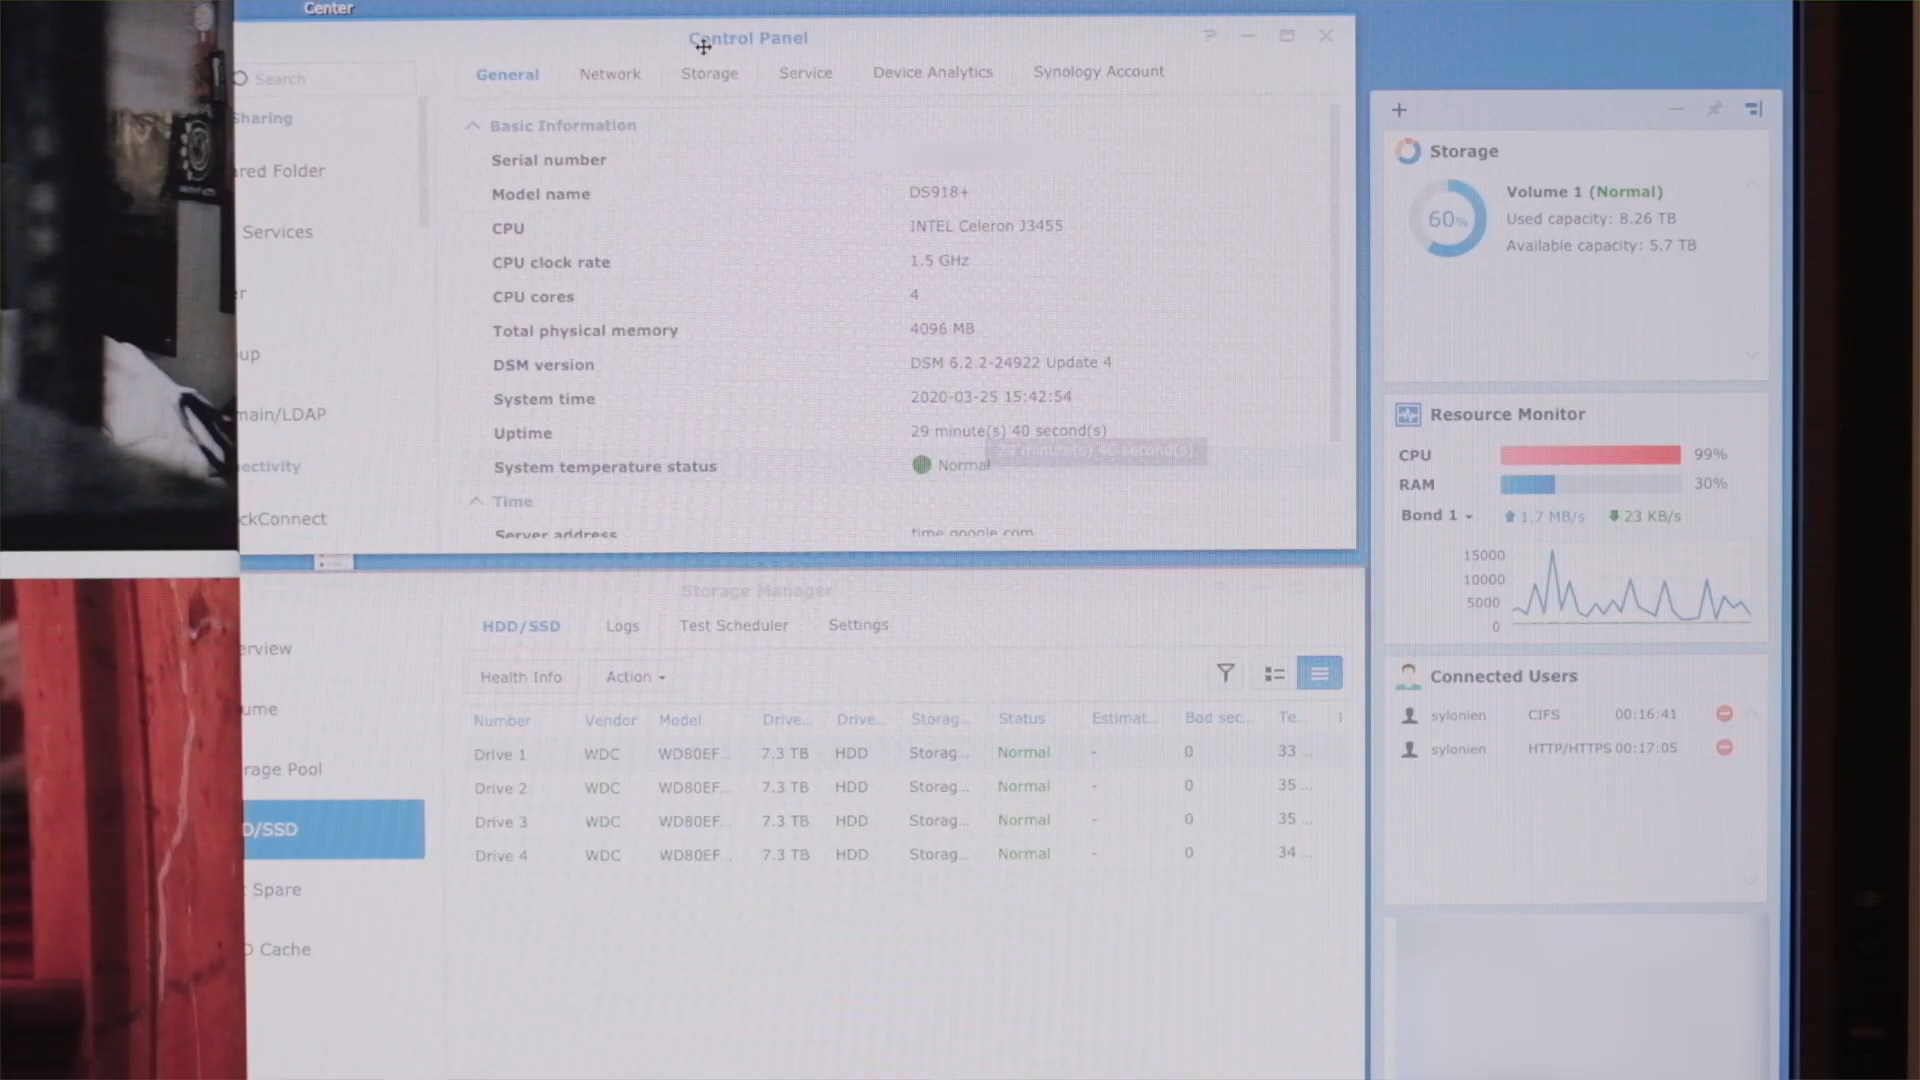 Center
Control Panel
Search
General Network Storage Service Device Analytics Synology Account
Sharing
ared Folder
Services
r
up
main/LDAP
ectivity
ckConnect
Basic Information
Serial number
Model name DS918+
CPU INTEL Celeron J3455
CPU clock rate 1.5 GHz
CPU cores 4
Total physical memory 4096 MB
DSM version DSM 6.2.2-24922 Update 4
System time 2020-03-25 15:42:54
Uptime 29 minute(s) 40 second(s)
29 minute(s) 40 second(s)
System temperature status Normal
Time
Server address time.google.com
Storage Manager
erview
ume
rage Pool
D/SSD
Spare
D Cache
HDD/SSD Logs Test Scheduler Settings
Health Info Action
Number Vendor Model Drive... Drive... Storag... Status Estimat... Bad sec... Te...
Drive 1 WDC WD80EF... 7.3 TB HDD Storag... Normal - 0 33 ...
Drive 2 WDC WD80EF... 7.3 TB HDD Storag... Normal - 0 35 ...
Drive 3 WDC WD80EF... 7.3 TB HDD Storag... Normal - 0 35 ...
Drive 4 WDC WD80EF... 7.3 TB HDD Storag... Normal - 0 34 ...
Storage
60%
Volume 1 (Normal)
Used capacity: 8.26 TB
Available capacity: 5.7 TB
Resource Monitor
CPU 99%
RAM 30%
Bond 1 1.7 MB/s 23 KB/s
15000
10000
5000
0
Connected Users
sylonien CIFS 00:16:41
sylonien HTTP/HTTPS 00:17:05